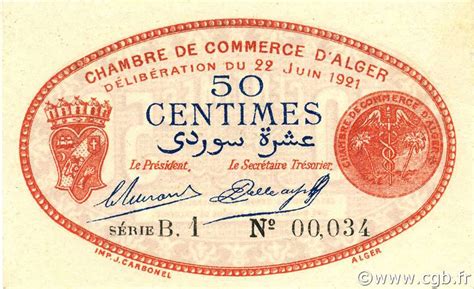 CHAMBRE DE COMMERCE D'ALGER
DÉLIBÉRATION DU 22 JUIN 1921
50
CENTIMES
عشرة سوردي
Le Président,
Le Secrétaire Trésorier,
CHAMBRE DE COMMERCE D'ALGER
SÉRIE B. 1 Nº 00,034
IMP. J. CARBONEL
ALGER
©www.cgb.fr